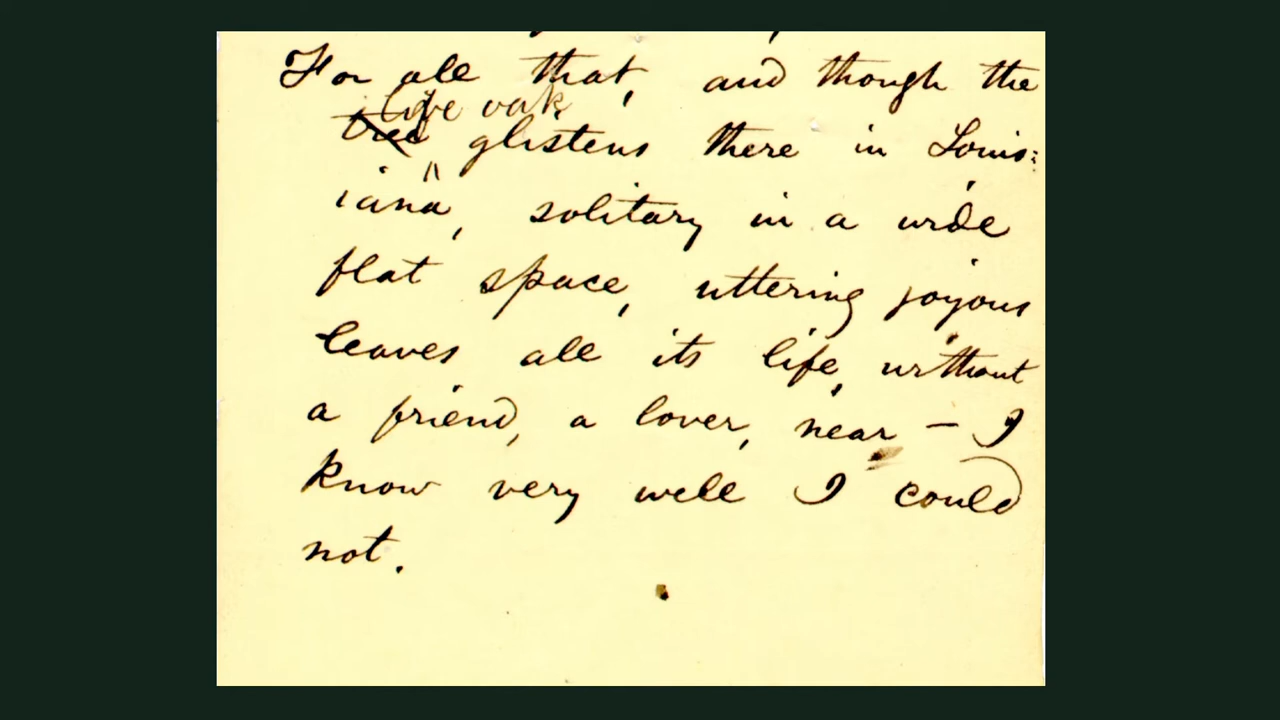 For all that, and though the
live oak
tree glistens there in Louis:
iana, solitary in a wide
flat space, uttering joyous
leaves all its life, without
a friend, a lover, near — I
know very well I could
not.